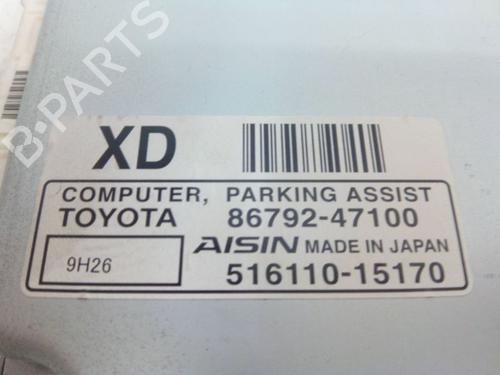 B-PARTS
XD
COMPUTER, PARKING ASSIST
TOYOTA 86792-47100
9H26
AISIN MADE IN JAPAN
516110-15170